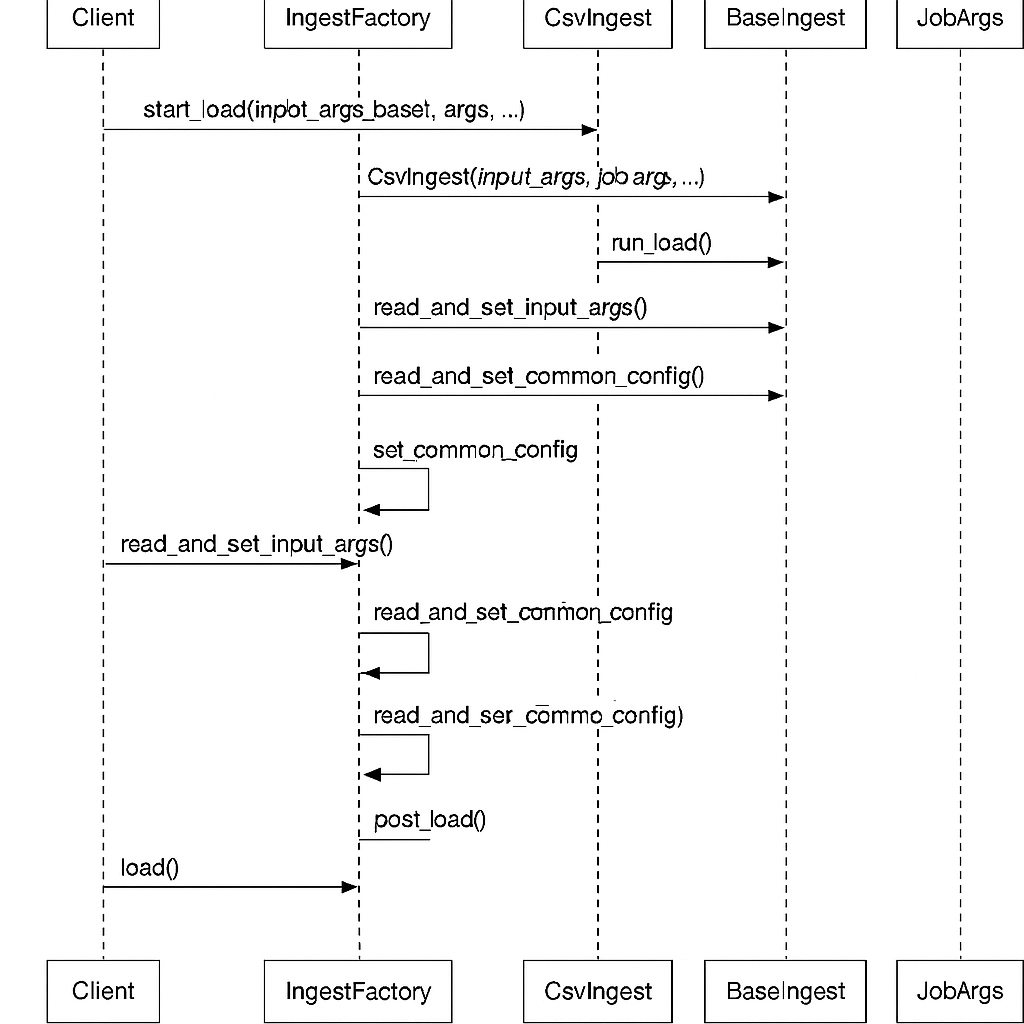 Client
IngestFactory
CsvIngest
BaseIngest
JobArgs
start_load(inpot_args_baset, args, ...)
CsvIngest(input_args, job args, ...)
run_load()
read_and_set_input_args()
read_and_set_common_config()
set_common_config
read_and_set_input_args()
read_and_set_conmon_config
read_and_ser_commo_config)
post_load()
load()
Client
IngestFactory
CsvIngest
BaseIngest
JobArgs